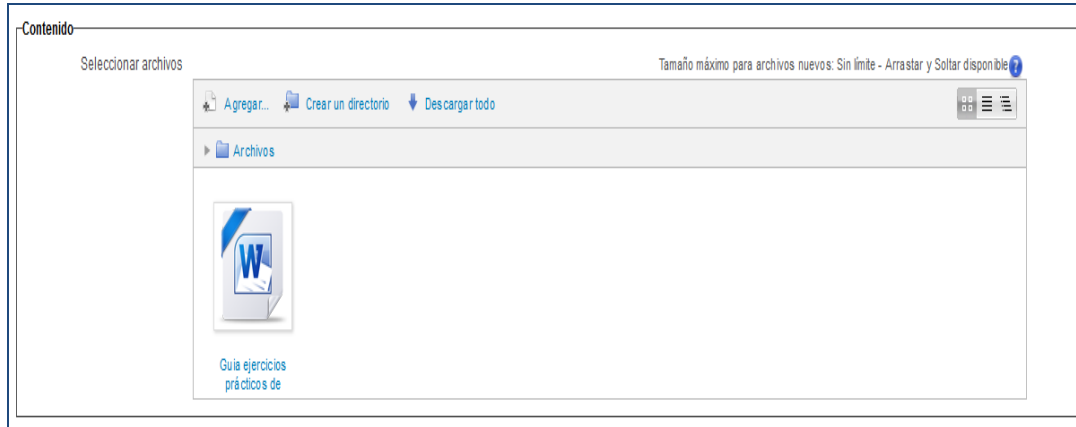 Contenido
Seleccionar archivos
Tamaño máximo para archivos nuevos: Sin límite - Arrastar y Soltar disponible ?
Agregar... Crear un directorio Descargar todo
Archivos
W
Guia ejercicios
prácticos de